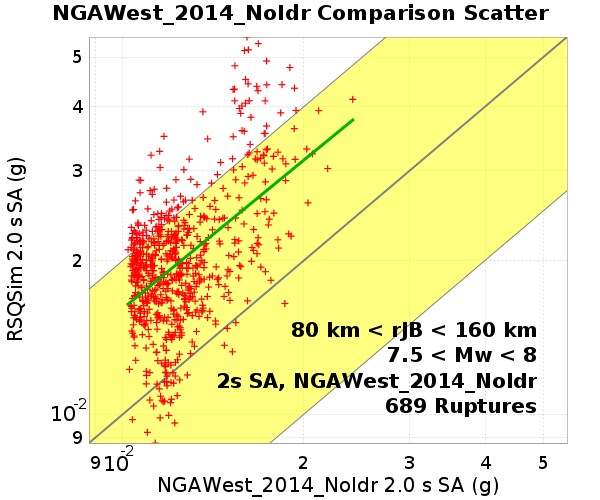 NGAWest_2014_NoIdr Comparison Scatter
RSQSim 2.0 s SA (g)
5
4
3
2
10-2
9
80 km < rJB < 160 km
7.5 < Mw < 8
2s SA, NGAWest_2014_NoIdr
689 Ruptures
9 10-2 2 3 4 5
NGAWest_2014_NoIdr 2.0 s SA (g)